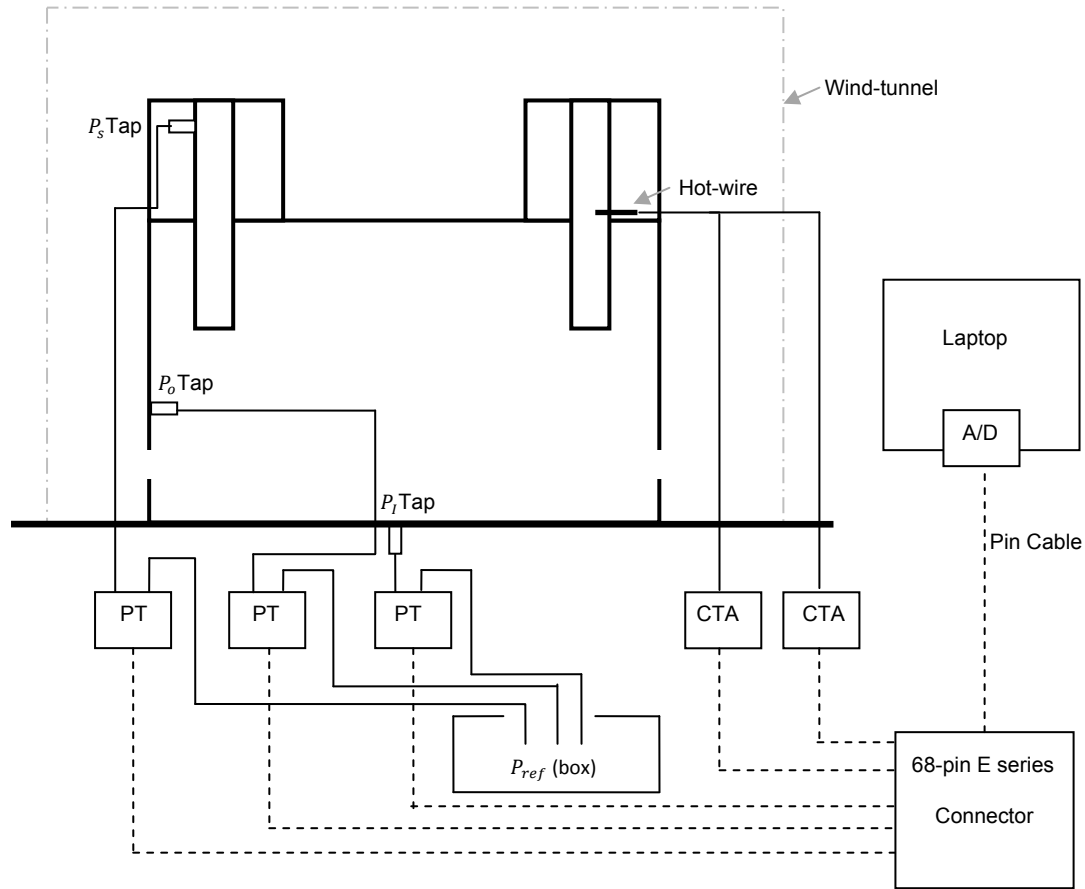 Wind-tunnel
P_s Tap
Hot-wire
Laptop
P_o Tap
A/D
P_I Tap
Pin Cable
PT
PT
PT
CTA
CTA
P_ref (box)
68-pin E series
Connector